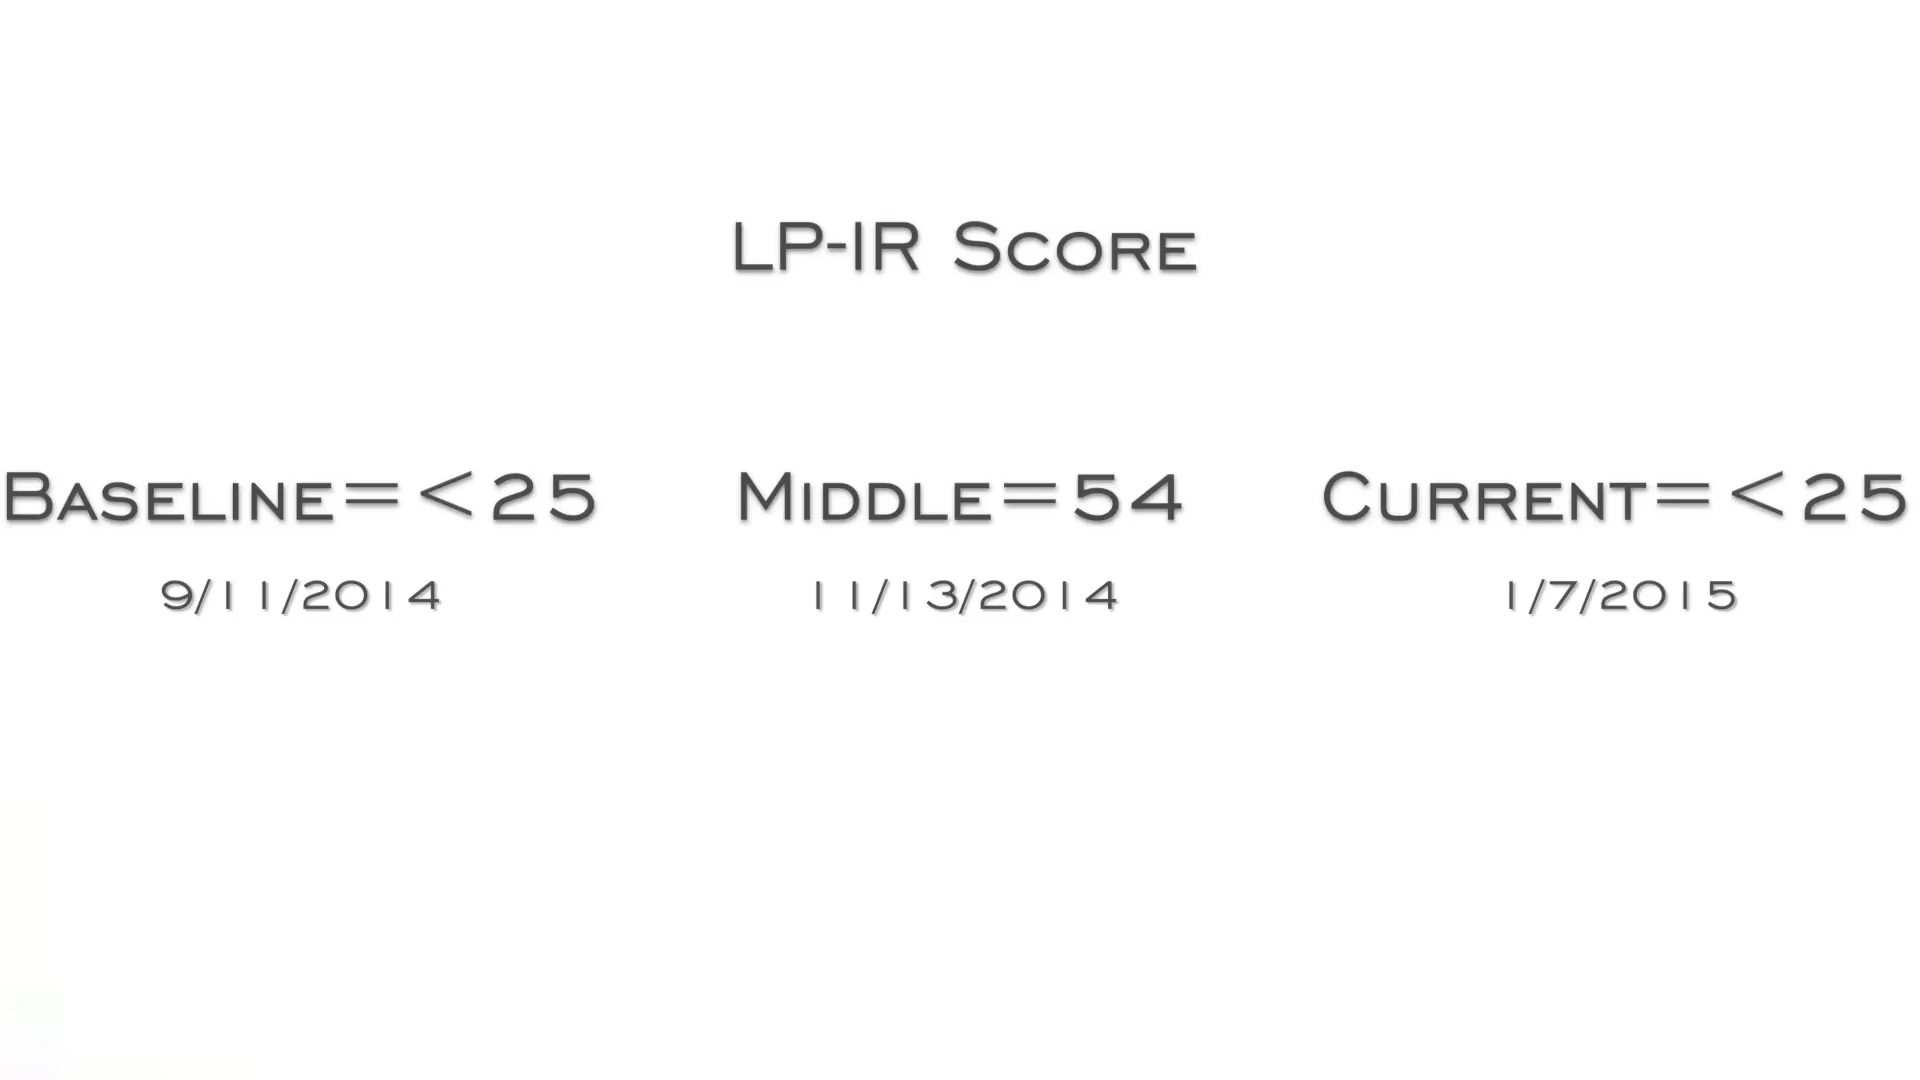 LP-IR Score
Baseline=<25 Middle=54 Current=<25
9/11/2014 11/13/2014 1/7/2015